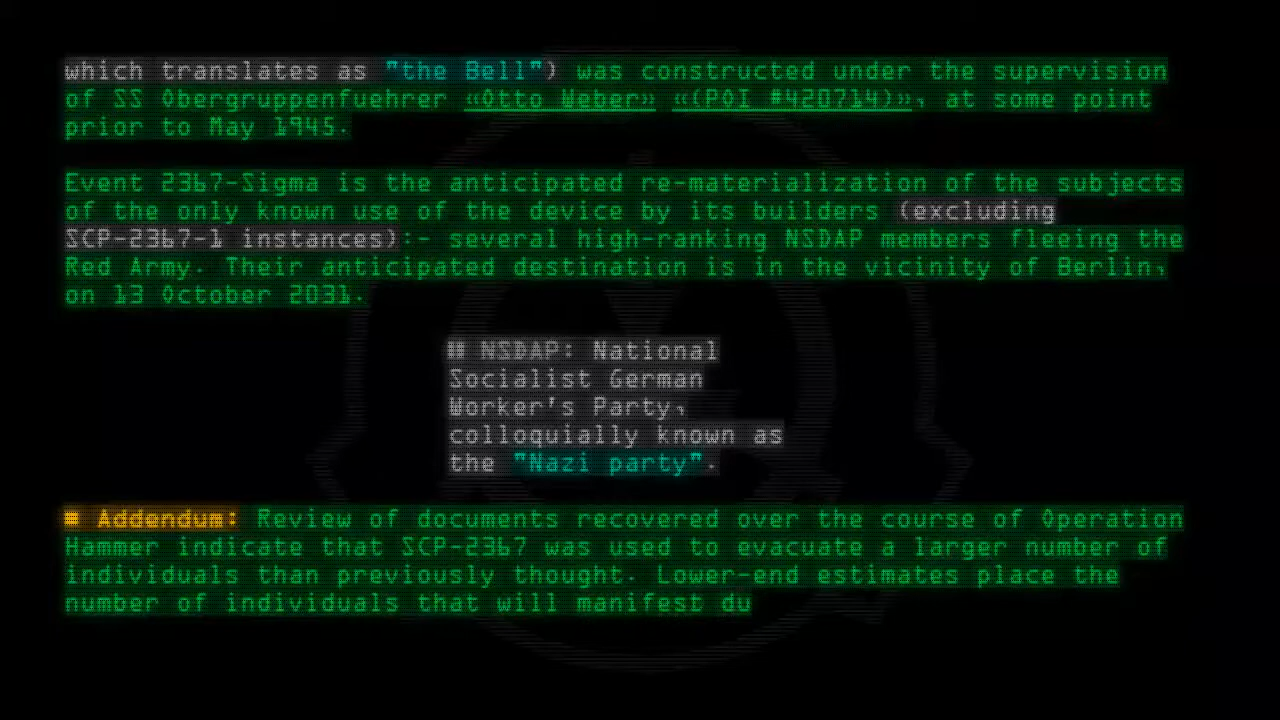 which translates as "the Bell") was constructed under the supervision
of SS Obergruppenfuehrer «Otto Weber» «(POI #420714)», at some point
prior to May 1945.
Event 2367-Sigma is the anticipated re-materialization of the subjects
of the only known use of the device by its builders (excluding
SCP-2367-1 instances):- several high-ranking NSDAP members fleeing the
Red Army. Their anticipated destination is in the vicinity of Berlin,
on 13 October 2031.
# NSDAP: National
Socialist German
Worker's Party,
colloquially known as
the "Nazi party".
# Addendum: Review of documents recovered over the course of Operation
Hammer indicate that SCP-2367 was used to evacuate a larger number of
individuals than previously thought. Lower-end estimates place the
number of individuals that will manifest du